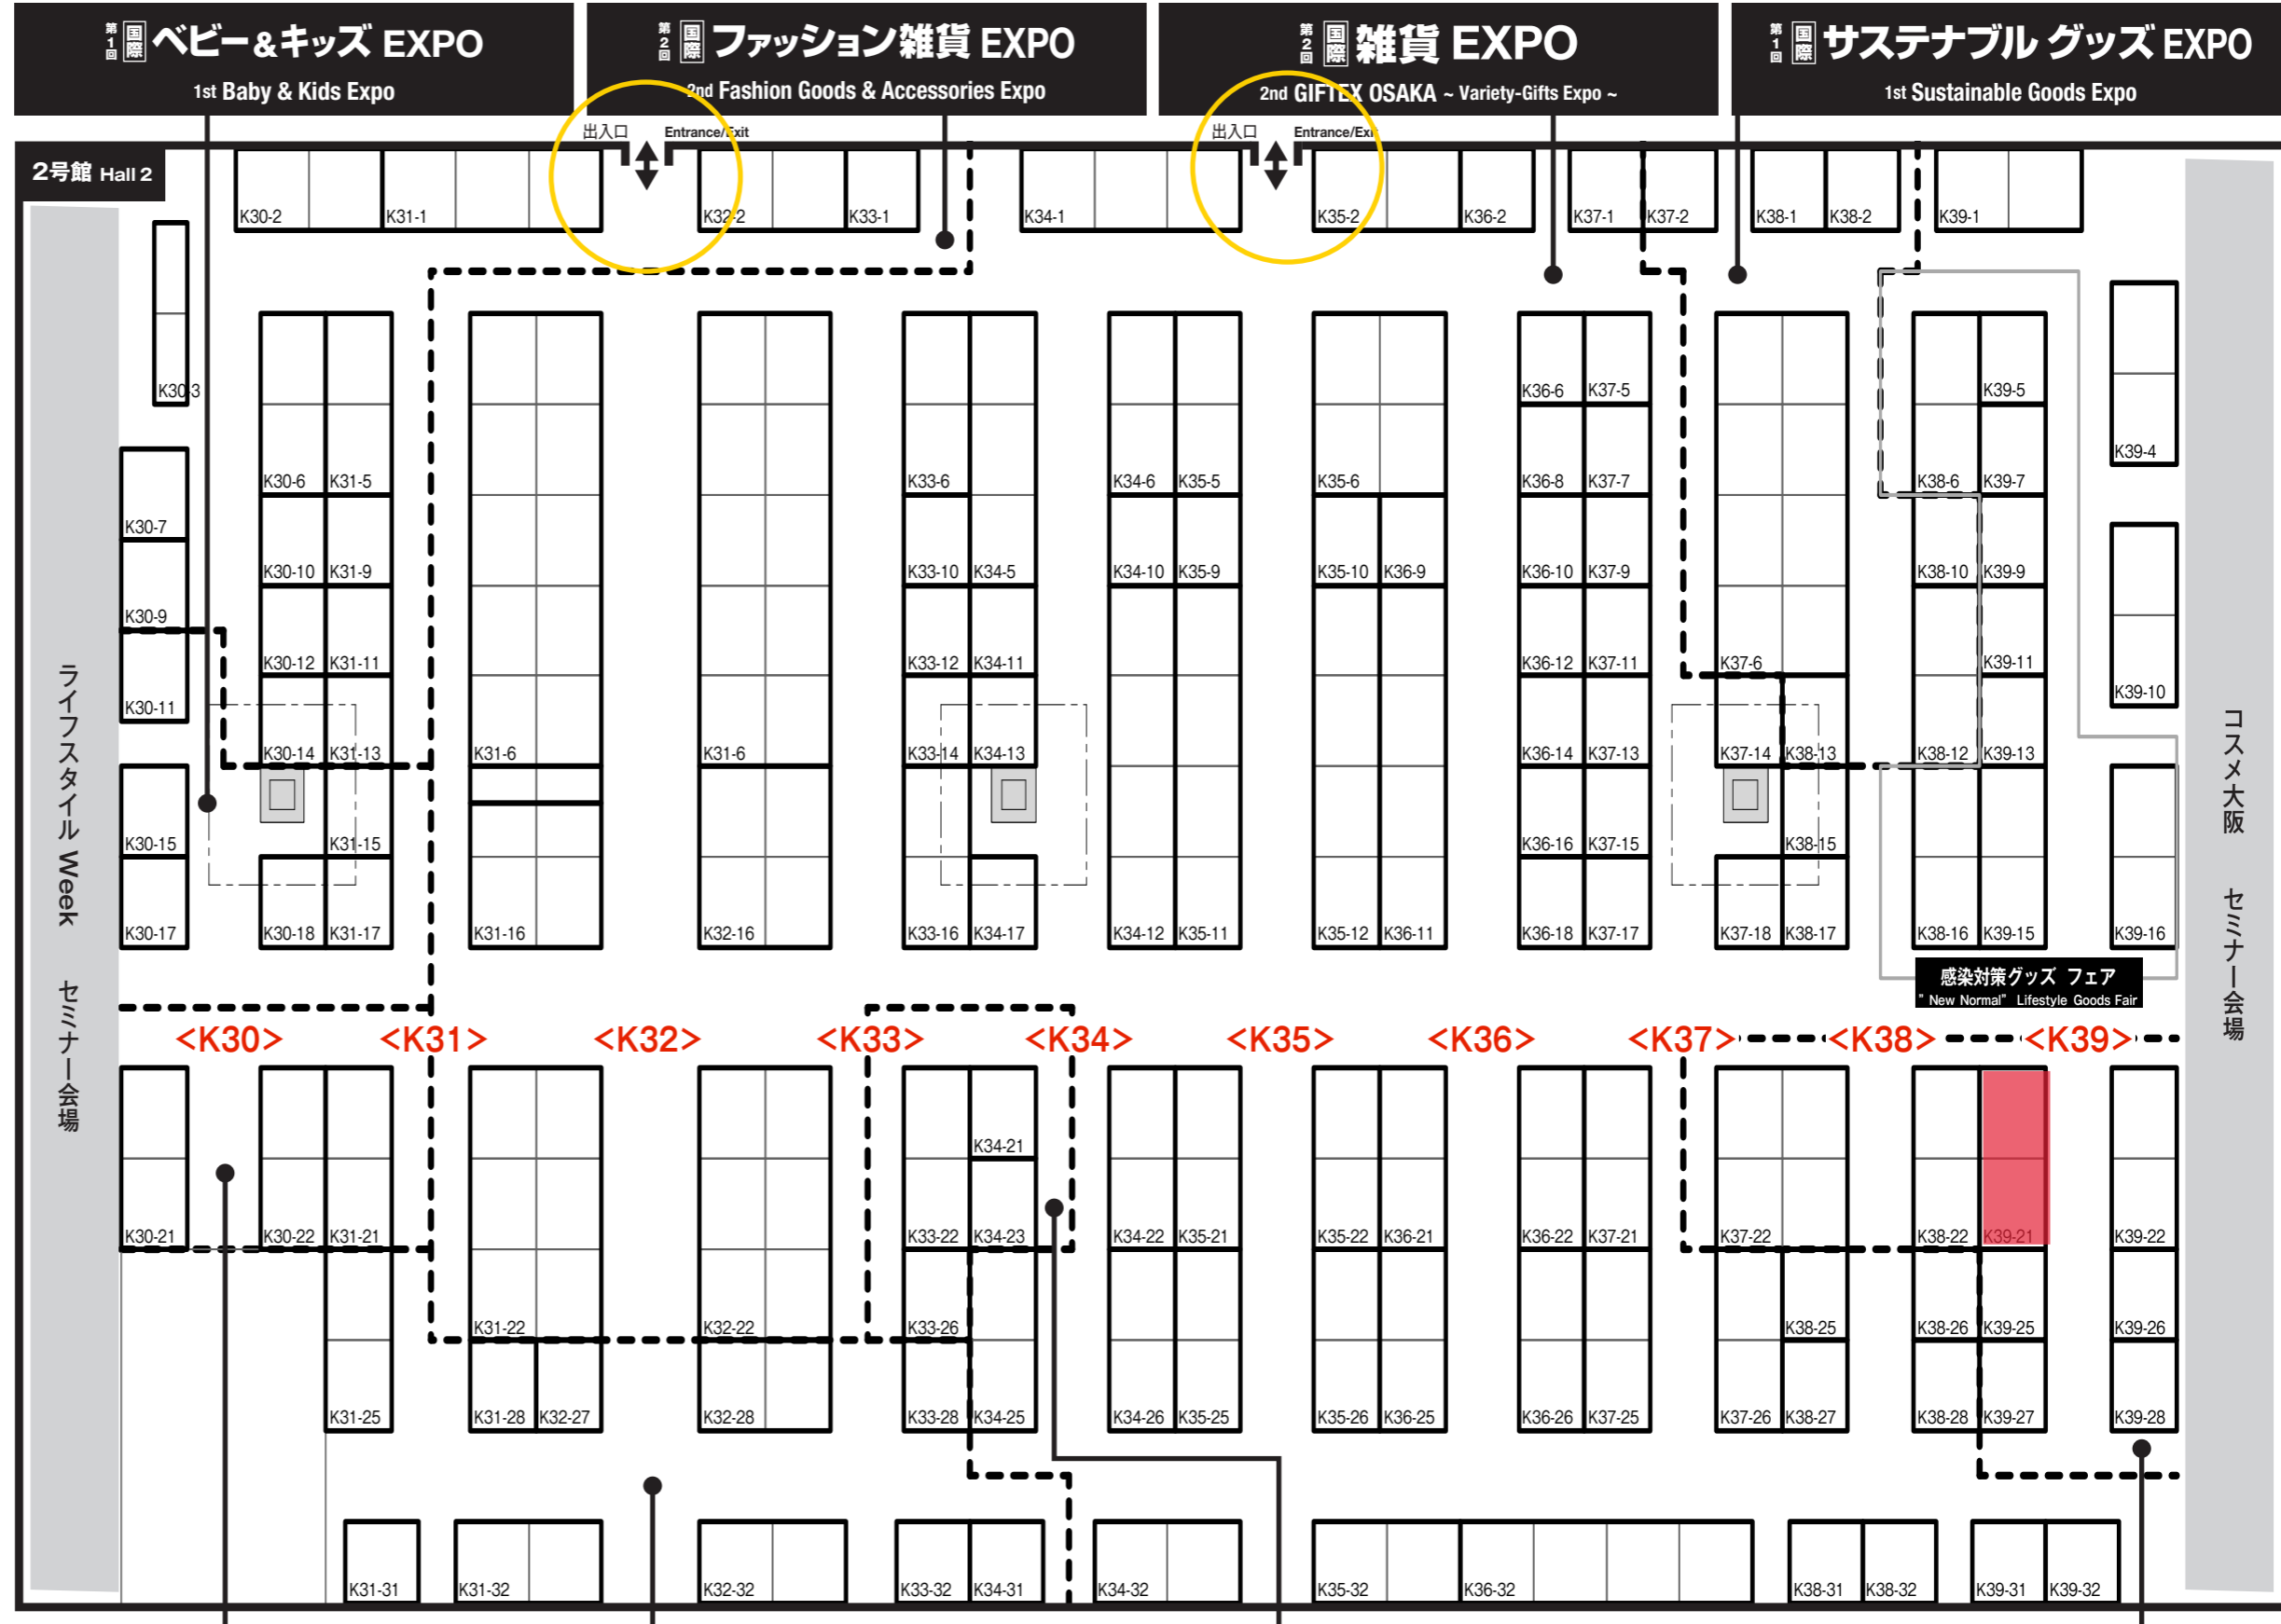 第1回 国際 ベビー&キッズ EXPO
1st Baby & Kids Expo
第2回 国際 ファッション雑貨 EXPO
2nd Fashion Goods & Accessories Expo
第2回 国際 雑貨 EXPO
2nd GIFTEX OSAKA ~ Variety-Gifts Expo ~
第1回 国際 サステナブル グッズ EXPO
1st Sustainable Goods Expo
出入口 Entrance/Exit
出入口 Entrance/Exit
2号館 Hall 2
K30-2 K31-1 K32-2 K33-1 K34-1 K35-2 K36-2 K37-1 K37-2 K38-1 K38-2 K39-1
K30-3 K36-6 K37-5 K39-5
K39-4
K30-6 K31-5 K33-6 K34-6 K35-5 K35-6 K36-8 K37-7 K38-6 K39-7
K30-7
K30-10 K31-9 K33-10 K34-5 K34-10 K35-9 K35-10 K36-9 K36-10 K37-9 K38-10 K39-9
K30-9
K30-12 K31-11 K33-12 K34-11 K36-12 K37-11 K37-6 K39-11
K30-11 K39-10
K30-14 K31-13 K31-6 K31-6 K33-14 K34-13 K36-14 K37-13 K37-14 K38-13 K38-12 K39-13
K30-15 K31-15 K36-16 K37-15 K38-15
K30-17 K30-18 K31-17 K31-16 K32-16 K33-16 K34-17 K34-12 K35-11 K35-12 K36-11 K36-18 K37-17 K37-18 K38-17 K38-16 K39-15 K39-16
ライフスタイル Week セミナー会場
コスメ大阪 セミナー会場
感染対策グッズ フェア
" New Normal" Lifestyle Goods Fair
<K30> <K31> <K32> <K33> <K34> <K35> <K36> <K37> <K38> <K39>
K34-21
K30-21 K30-22 K31-21 K33-22 K34-23 K34-22 K35-21 K35-22 K36-21 K36-22 K37-21 K37-22 K38-22 K39-21 K39-22
K31-22 K32-22 K33-26 K38-25 K38-26 K39-25 K39-26
K31-25 K31-28 K32-27 K32-28 K33-28 K34-25 K34-26 K35-25 K35-26 K36-25 K36-26 K37-25 K37-26 K38-27 K38-28 K39-27 K39-28
K31-31 K31-32 K32-32 K33-32 K34-31 K34-32 K35-32 K36-32 K38-31 K38-32 K39-31 K39-32